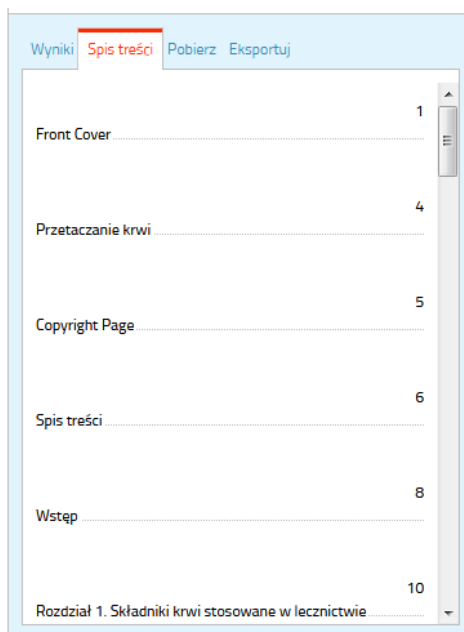 Wyniki Spis treści Pobierz Eksportuj
1
Front Cover
4
Przetaczanie krwi
5
Copyright Page
6
Spis treści
8
Wstęp
10
Rozdział 1. Składniki krwi stosowane w lecznictwie